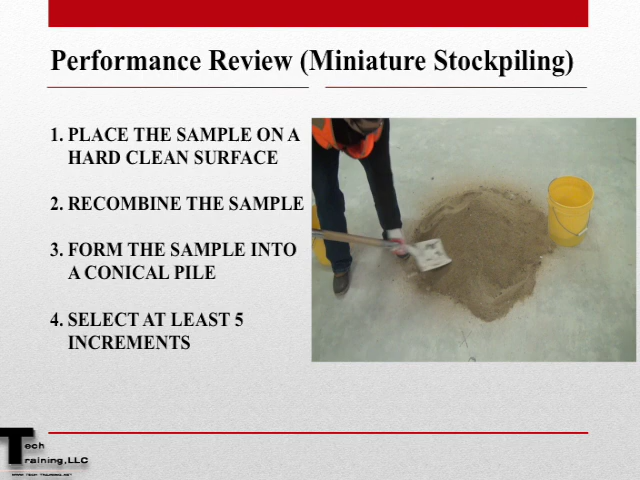 Performance Review (Miniature Stockpiling)
1. PLACE THE SAMPLE ON A
HARD CLEAN SURFACE
2. RECOMBINE THE SAMPLE
3. FORM THE SAMPLE INTO
A CONICAL PILE
4. SELECT AT LEAST 5
INCREMENTS
Tech
Training, LLC